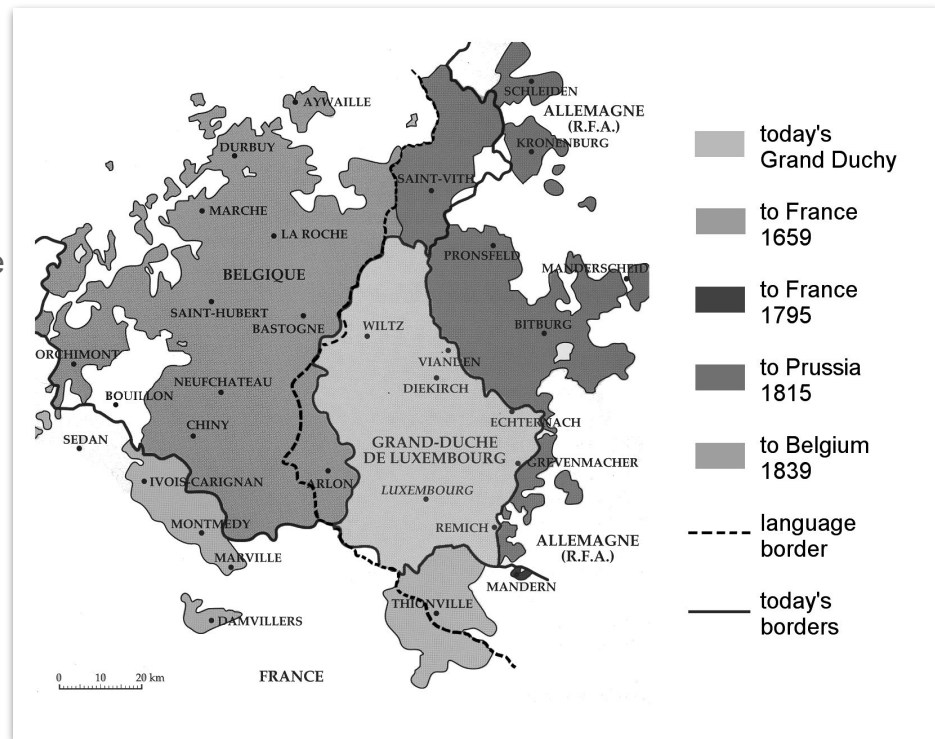 AYWAILLE
SCHLEIDEN
ALLEMAGNE
(R.F.A.)
KRONENBURG
DURBUY
SAINT-VITH
MARCHE
LA ROCHE
PRONSFELD
MANDERSCHEID
BELGIQUE
SAINT-HUBERT
BASTOGNE
WILTZ
BITBURG
ORCHIMONT
VIANDEN
DIEKIRCH
NEUFCHATEAU
BOUILLON
ECHTERNACH
CHINY
SEDAN
GRAND-DUCHE
DE LUXEMBOURG
GREVENMACHER
IVOIS-CARIGNAN
ARLON
LUXEMBOURG
MONTMEDY
REMICH
ALLEMAGNE
(R.F.A.)
MARVILLE
MANDERN
THIONVILLE
DAMVILLERS
FRANCE
0 10 20 km
today's
Grand Duchy
to France
1659
to France
1795
to Prussia
1815
to Belgium
1839
language
border
today's
borders